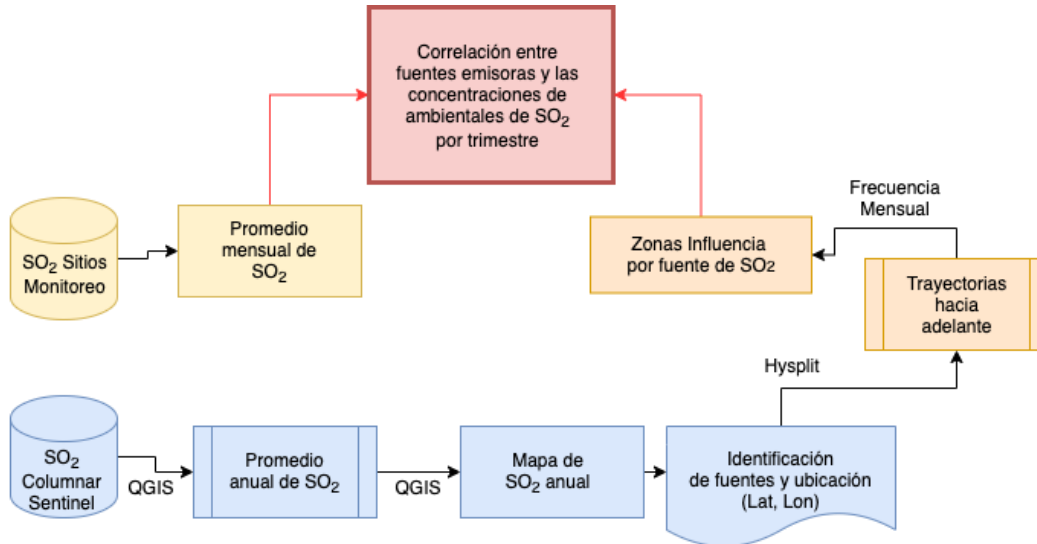 Correlación entre
fuentes emisoras y las
concentraciones de
ambientales de SO₂
por trimestre
Frecuencia
Mensual
SO₂ Sitios
Monitoreo
Promedio
mensual de
SO₂
Zonas Influencia
por fuente de SO2
Trayectorias
hacia
adelante
Hysplit
SO₂
Columnar
Sentinel
QGIS
Promedio
anual de SO₂
QGIS
Mapa de
SO₂ anual
Identificación
de fuentes y ubicación
(Lat, Lon)